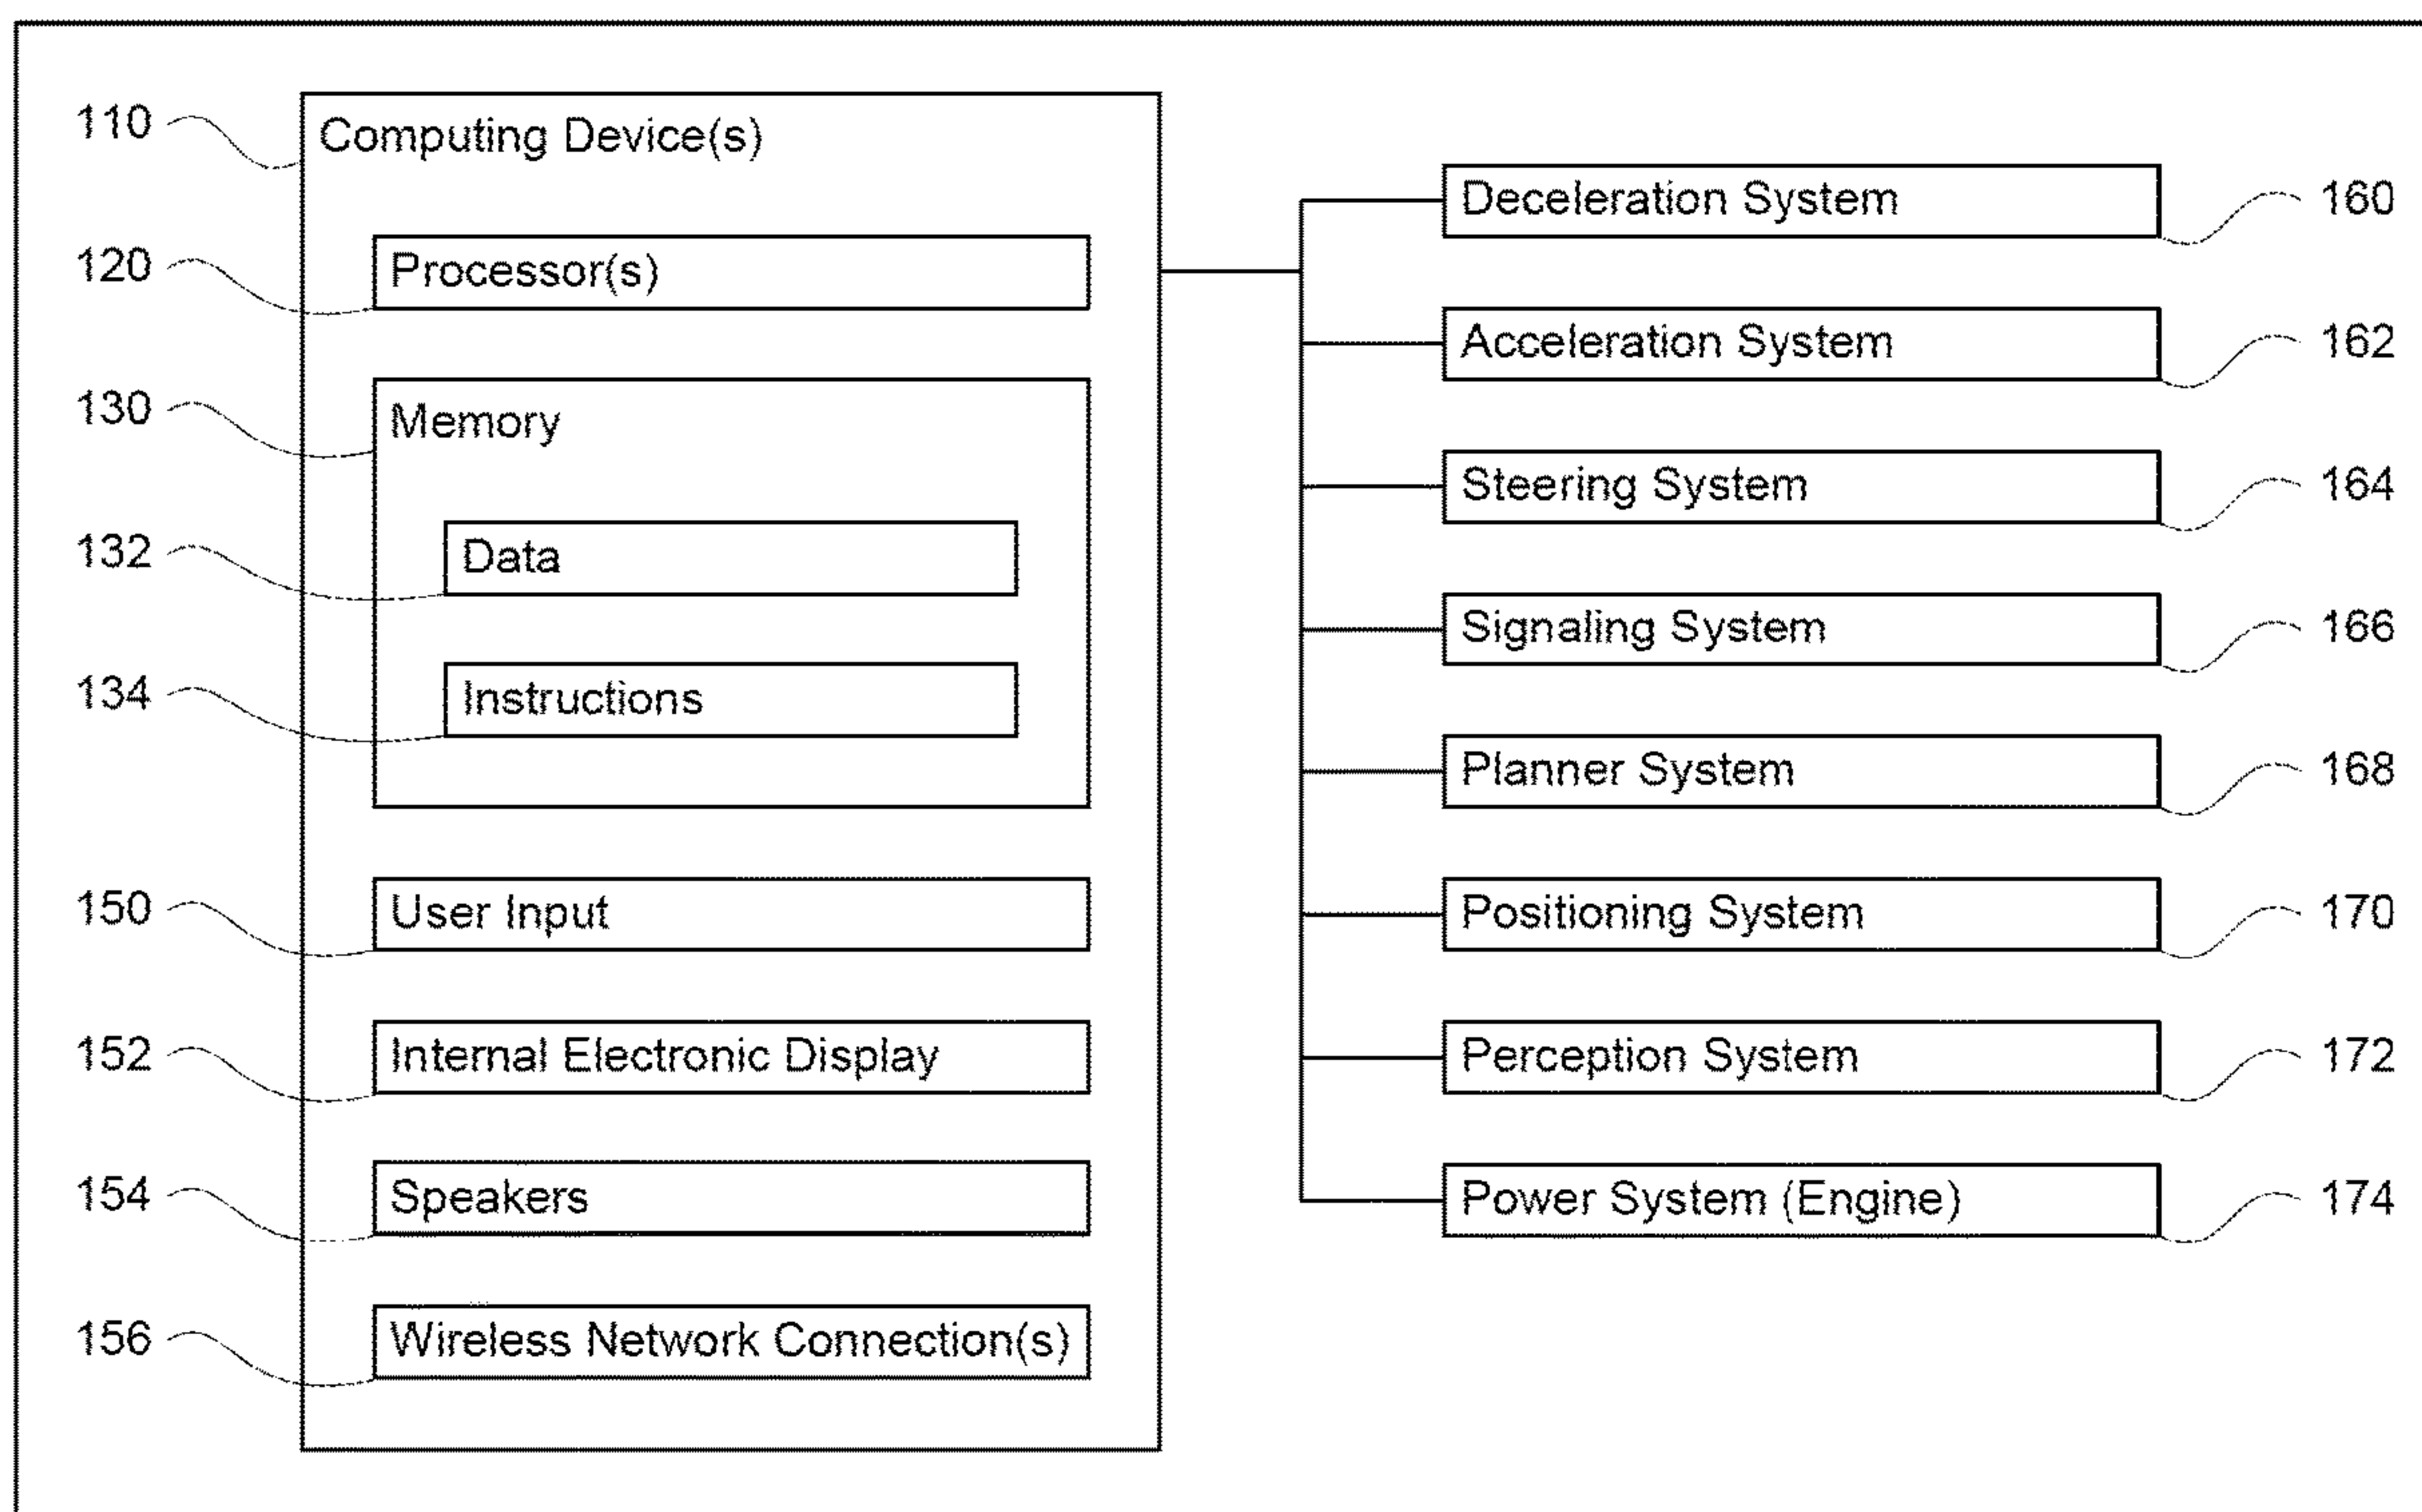 110
Computing Device(s)
120
Processor(s)
130
Memory
132
Data
134
Instructions
150
User Input
152
Internal Electronic Display
154
Speakers
156
Wireless Network Connection(s)
Deceleration System
160
Acceleration System
162
Steering System
164
Signaling System
166
Planner System
168
Positioning System
170
Perception System
172
Power System (Engine)
174